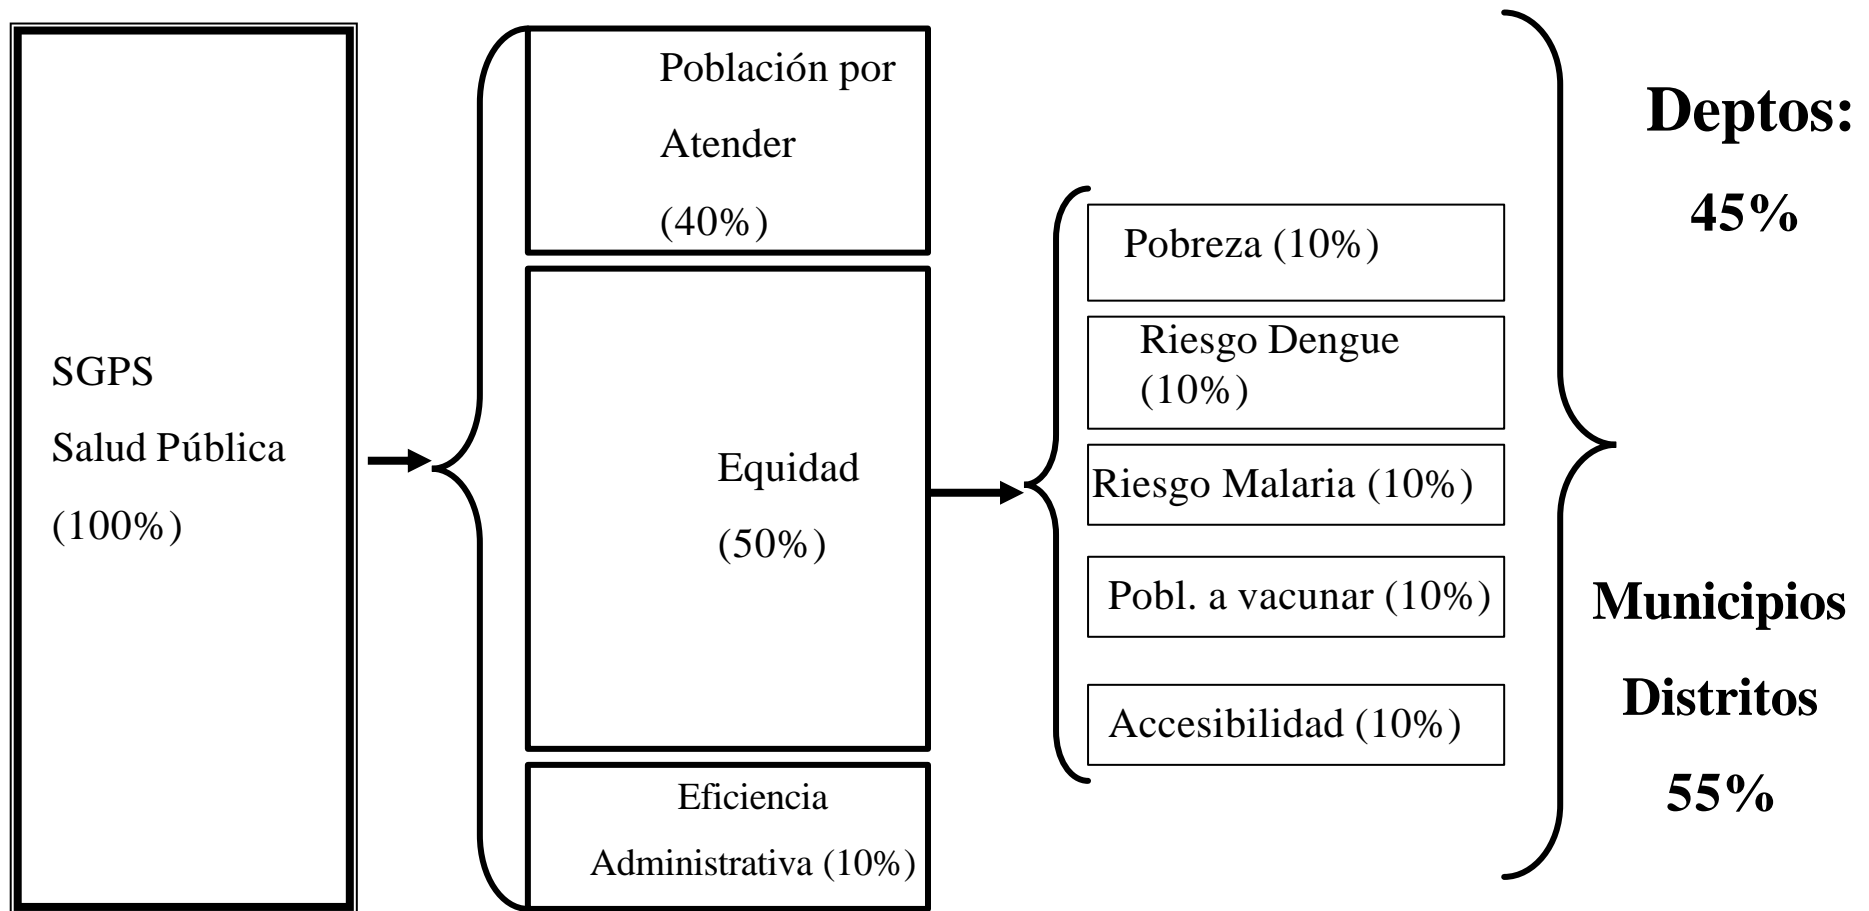 SGPS
Salud Pública
(100%)
Población por
Atender
(40%)
Equidad
(50%)
Eficiencia
Administrativa (10%)
Pobreza (10%)
Riesgo Dengue
(10%)
Riesgo Malaria (10%)
Pobl. a vacunar (10%)
Accesibilidad (10%)
Deptos:
45%
Municipios
Distritos
55%